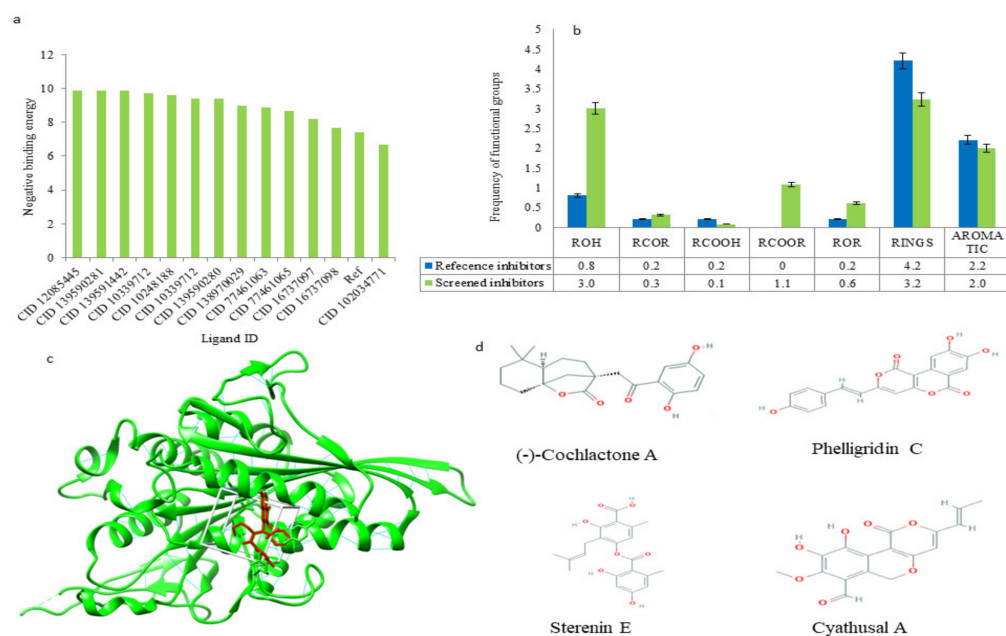 a
Negative binding energy
12
10
8
6
4
2
0
CID 12085445
CID 139590281
CID 139591442
CID 10339712
CID 10248188
CID 10339712
CID 139590280
CID 138970029
CID 77461063
CID 77461065
CID 16737097
CID 16737098
Ref
CID 102034771
Ligand ID
b
Frequency of functional groups
5
4.5
4
3.5
3
2.5
2
1.5
1
0.5
0
ROH RCOR RCOOH RCOOR ROR RINGS AROMA
TIC
Refecence inhibitors 0.8 0.2 0.2 0 0.2 4.2 2.2
Screened inhibitors 3.0 0.3 0.1 1.1 0.6 3.2 2.0
c
d
(-)-Cochlactone A
Phelligridin C
Sterenin E
Cyathusal A